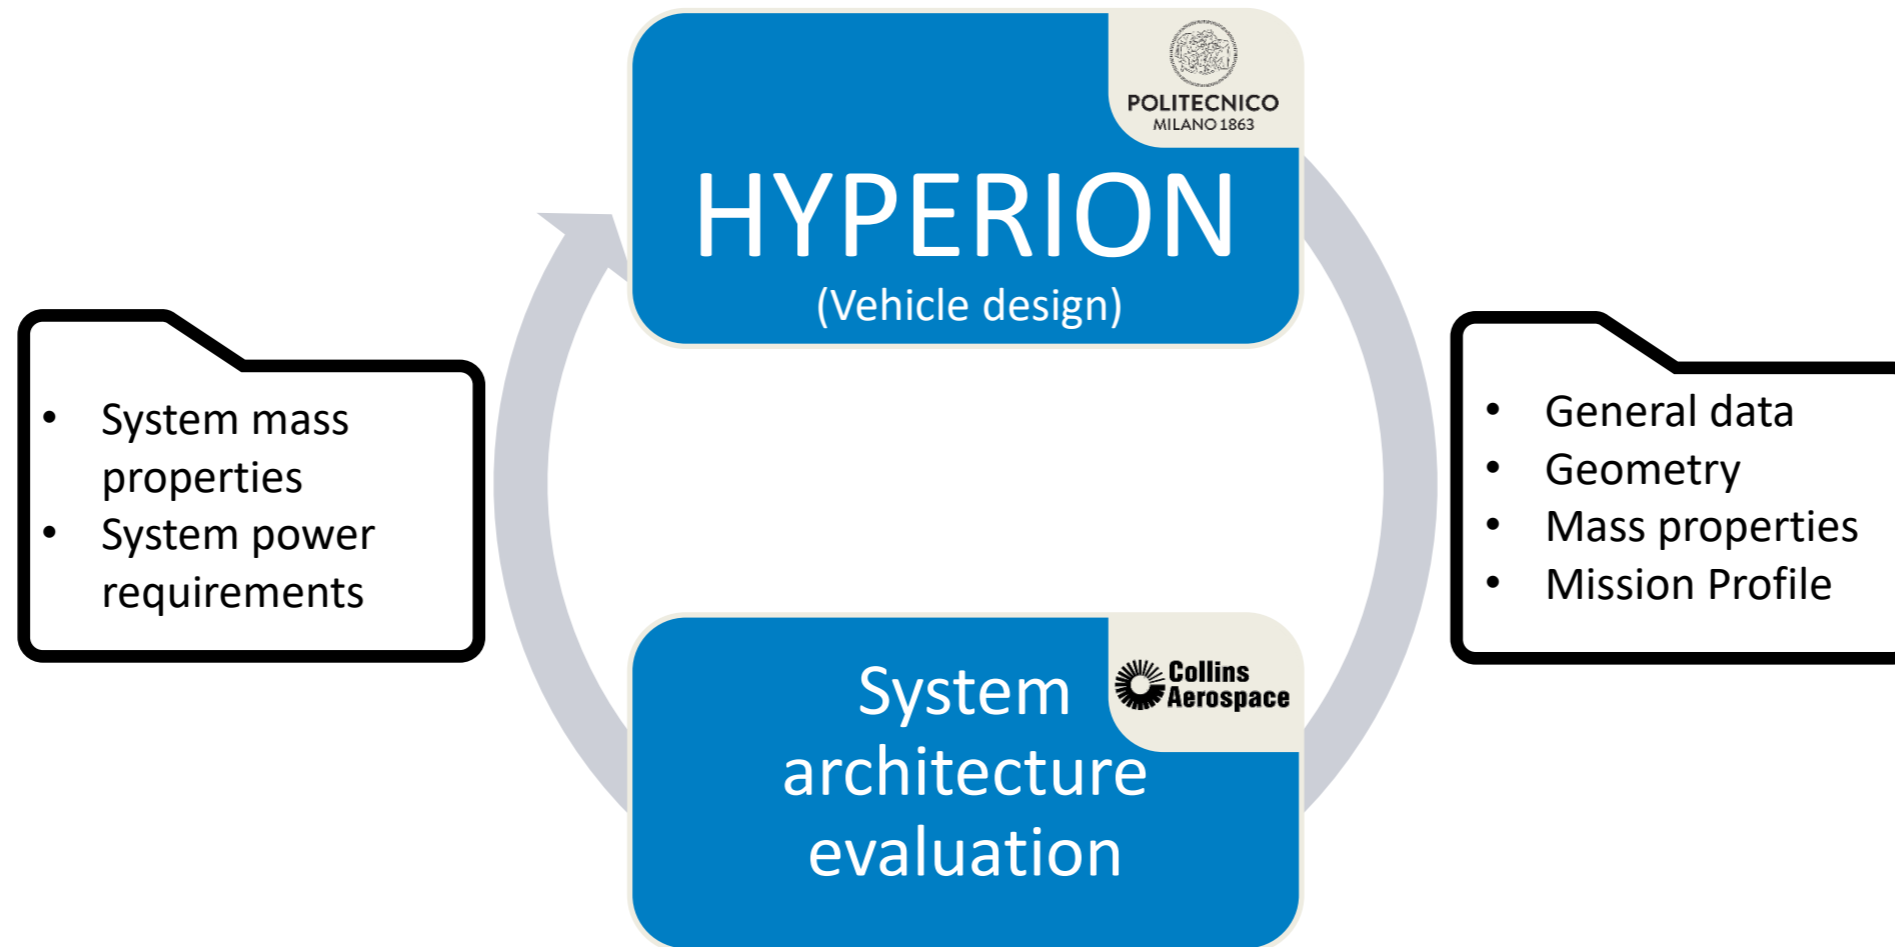 POLITECNICO
MILANO 1863
HYPERION
(Vehicle design)
• System mass
properties
• System power
requirements
• General data
• Geometry
• Mass properties
• Mission Profile
Collins
Aerospace
System
architecture
evaluation